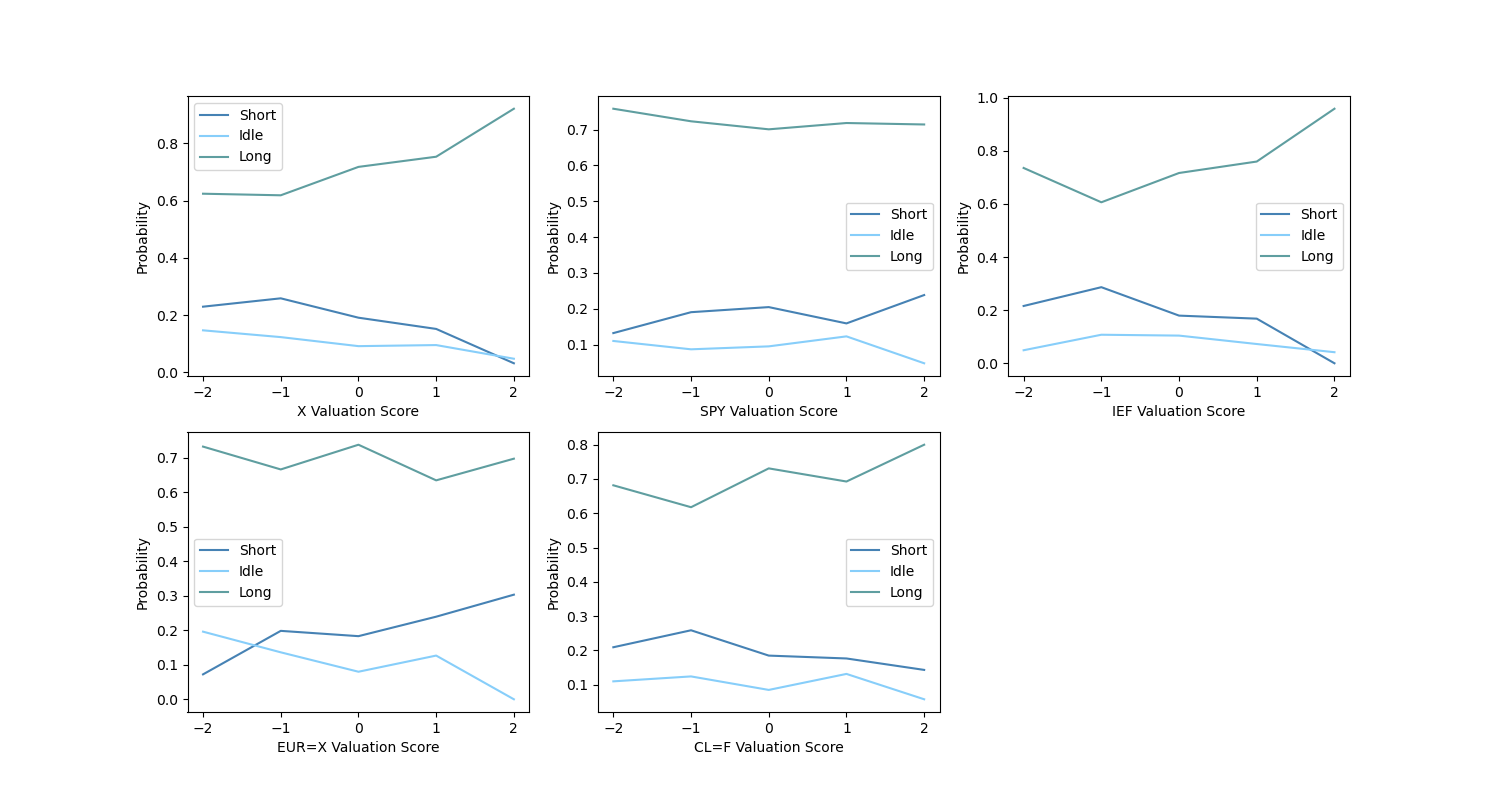 Probability
0.8
0.6
0.4
0.2
0.0
Short
Idle
Long
−2 −1 0 1 2
X Valuation Score
Probability
0.7
0.6
0.5
0.4
0.3
0.2
0.1
Short
Idle
Long
−2 −1 0 1 2
SPY Valuation Score
Probability
1.0
0.8
0.6
0.4
0.2
0.0
Short
Idle
Long
−2 −1 0 1 2
IEF Valuation Score
Probability
0.7
0.6
0.5
0.4
0.3
0.2
0.1
0.0
Short
Idle
Long
−2 −1 0 1 2
EUR=X Valuation Score
Probability
0.8
0.7
0.6
0.5
0.4
0.3
0.2
0.1
Short
Idle
Long
−2 −1 0 1 2
CL=F Valuation Score